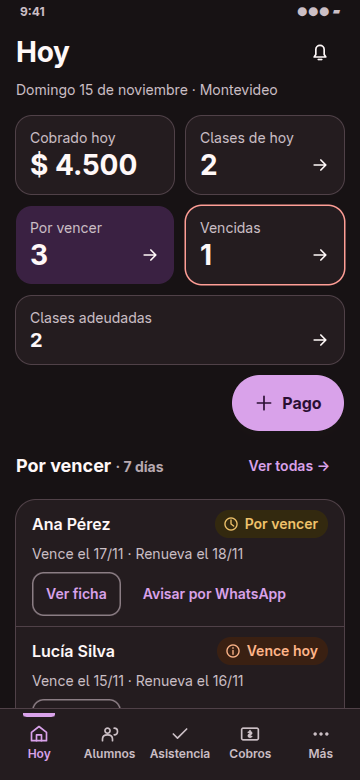 9:41
Hoy
Domingo 15 de noviembre · Montevideo
Cobrado hoy
$ 4.500
Clases de hoy
2 →
Por vencer
3 →
Vencidas
1 →
Clases adeudadas
2 →
+ Pago
Por vencer · 7 días
Ver todas →
Ana Pérez
Por vencer
Vence el 17/11 · Renueva el 18/11
Ver ficha
Avisar por WhatsApp
Lucía Silva
Vence hoy
Vence el 15/11 · Renueva el 16/11
Hoy
Alumnos
Asistencia
Cobros
Más